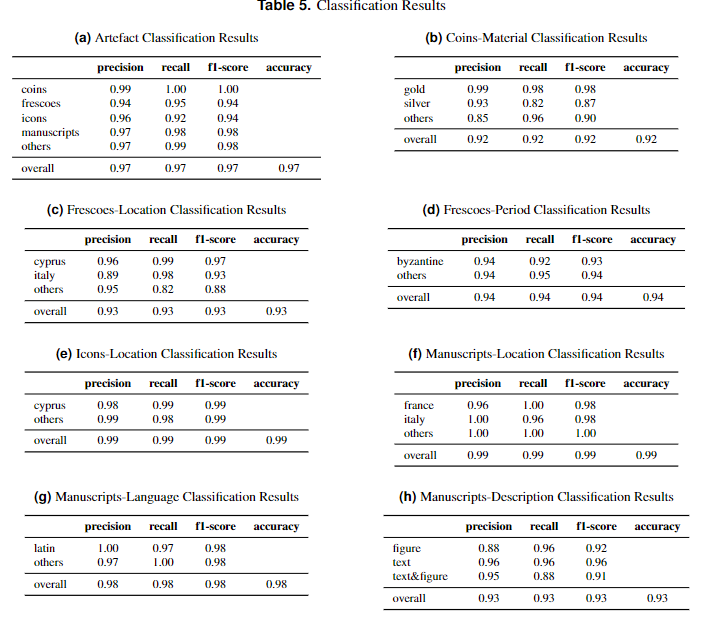 Table 5. Classification Results
(a) Artefact Classification Results
precision recall f1-score accuracy
coins 0.99 1.00 1.00
frescoes 0.94 0.95 0.94
icons 0.96 0.92 0.94
manuscripts 0.97 0.98 0.98
others 0.97 0.99 0.98
overall 0.97 0.97 0.97 0.97
(b) Coins-Material Classification Results
precision recall f1-score accuracy
gold 0.99 0.98 0.98
silver 0.93 0.82 0.87
others 0.85 0.96 0.90
overall 0.92 0.92 0.92 0.92
(c) Frescoes-Location Classification Results
precision recall f1-score accuracy
cyprus 0.96 0.99 0.97
italy 0.89 0.98 0.93
others 0.95 0.82 0.88
overall 0.93 0.93 0.93 0.93
(d) Frescoes-Period Classification Results
precision recall f1-score accuracy
byzantine 0.94 0.92 0.93
others 0.94 0.95 0.94
overall 0.94 0.94 0.94 0.94
(e) Icons-Location Classification Results
precision recall f1-score accuracy
cyprus 0.98 0.99 0.99
others 0.99 0.98 0.99
overall 0.99 0.99 0.99 0.99
(f) Manuscripts-Location Classification Results
precision recall f1-score accuracy
france 0.96 1.00 0.98
italy 1.00 0.96 0.98
others 1.00 1.00 1.00
overall 0.99 0.99 0.99 0.99
(g) Manuscripts-Language Classification Results
precision recall f1-score accuracy
latin 1.00 0.97 0.98
others 0.97 1.00 0.98
overall 0.98 0.98 0.98 0.98
(h) Manuscripts-Description Classification Results
precision recall f1-score accuracy
figure 0.88 0.96 0.92
text 0.96 0.96 0.96
text&figure 0.95 0.88 0.91
overall 0.93 0.93 0.93 0.93